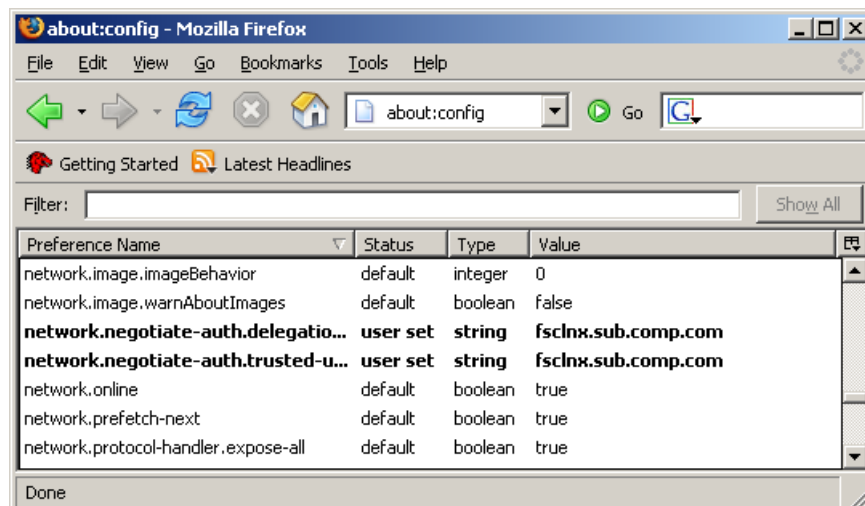 about:config - Mozilla Firefox
File Edit View Go Bookmarks Tools Help
about:config Go G
Getting Started Latest Headlines
Filter: Show All
Preference Name Status Type Value
network.image.imageBehavior default integer 0
network.image.warnAboutImages default boolean false
network.negotiate-auth.delegatio... user set string fsclnx.sub.comp.com
network.negotiate-auth.trusted-u... user set string fsclnx.sub.comp.com
network.online default boolean true
network.prefetch-next default boolean true
network.protocol-handler.expose-all default boolean true
Done